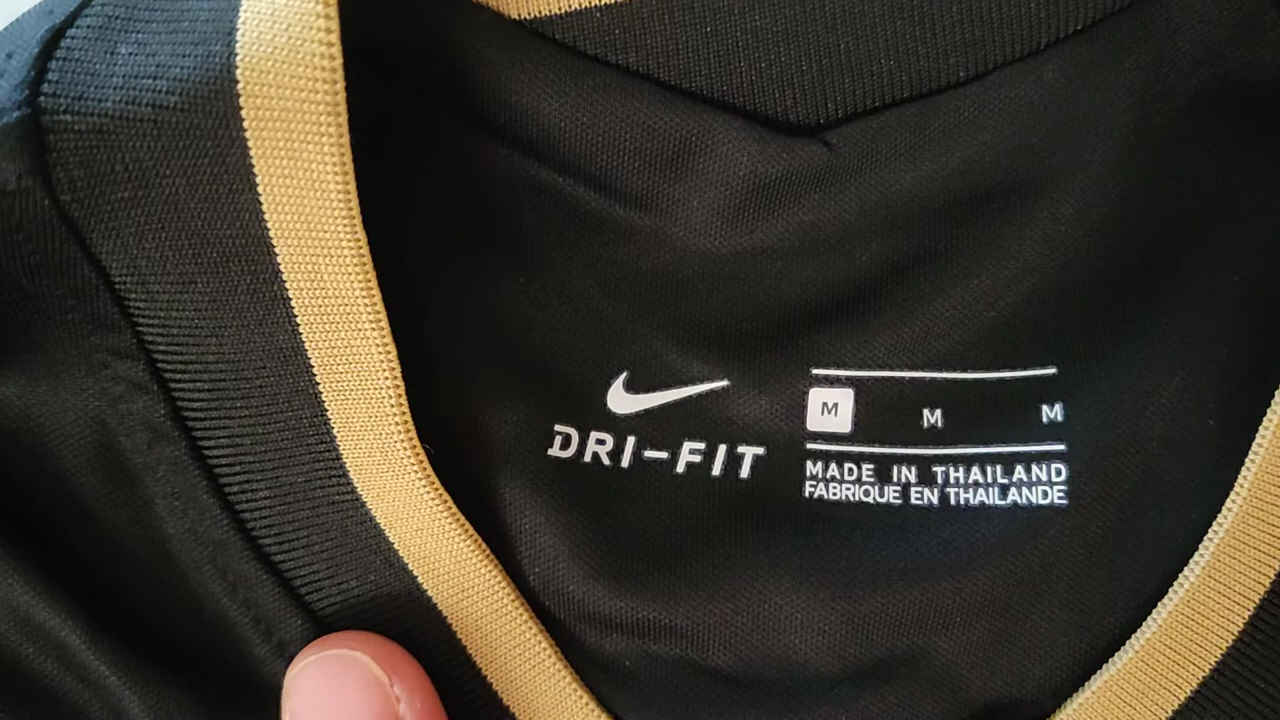 DRI-FIT
M M M
MADE IN THAILAND
FABRIQUE EN THAILANDE